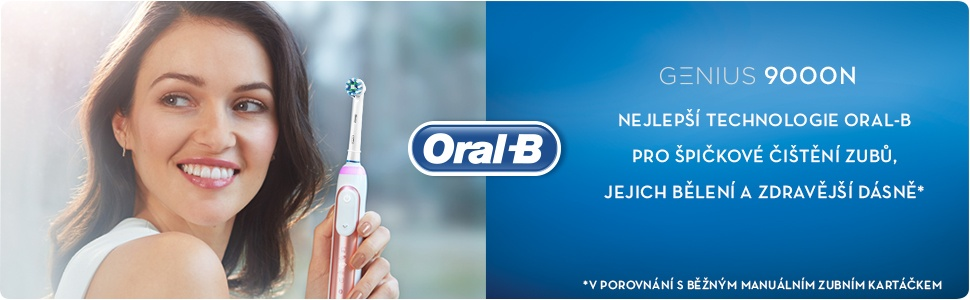 Oral-B
GENIUS 9000N
NEJLEPŠÍ TECHNOLOGIE ORAL-B
PRO ŠPIČKOVÉ ČIŠTĚNÍ ZUBŮ,
JEJICH BĚLENÍ A ZDRAVĚJŠÍ DÁSNĚ*
*V POROVNÁNÍ S BĚŽNÝM MANUÁLNÍM ZUBNÍM KARTÁČKEM